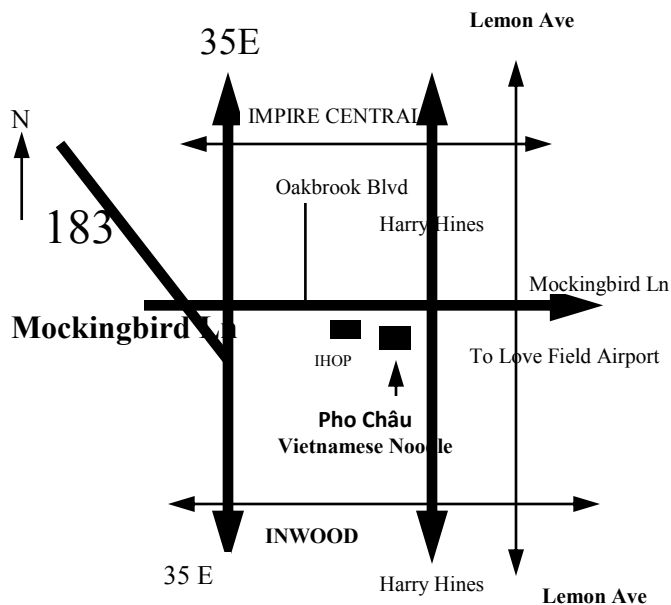 Lemon Ave
35E
N
IMPIRE CENTRAL
Oakbrook Blvd
183
Harry Hines
Mockingbird Ln
Mockingbird Ln
IHOP
To Love Field Airport
Pho Châu
Vietnamese Noodle
INWOOD
35 E
Harry Hines
Lemon Ave